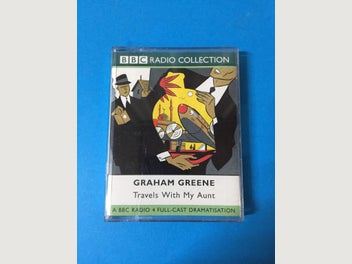 BBC RADIO COLLECTION
GRAHAM GREENE
Travels With My Aunt
A BBC RADIO 4 FULL-CAST DRAMATISATION